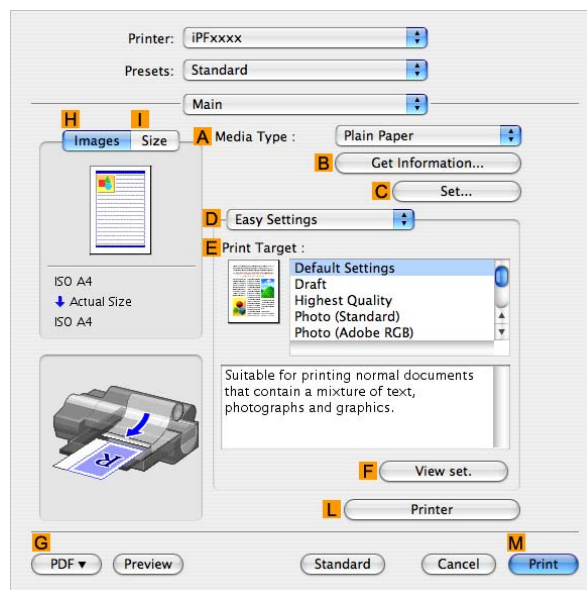 Printer: iPFxxxx
Presets: Standard
Main
H I
Images Size
A Media Type : Plain Paper
B Get Information...
C Set...
D Easy Settings
E Print Target :
Default Settings
Draft
Highest Quality
Photo (Standard)
Photo (Adobe RGB)
ISO A4
Actual Size
ISO A4
Suitable for printing normal documents
that contain a mixture of text,
photographs and graphics.
R
F View set.
L Printer
G M
PDF Preview Standard Cancel Print